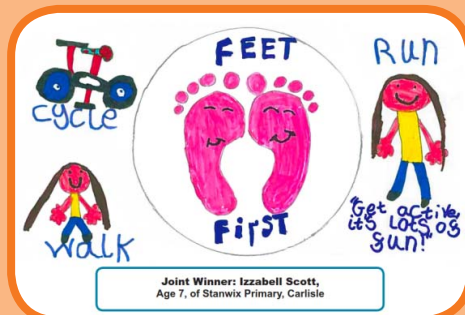 FEET
RUN
cycle
walk
FiRST
"Get active,
it's LOTS of
fun!"
Joint Winner: Izzabell Scott,
Age 7, of Stanwix Primary, Carlisle